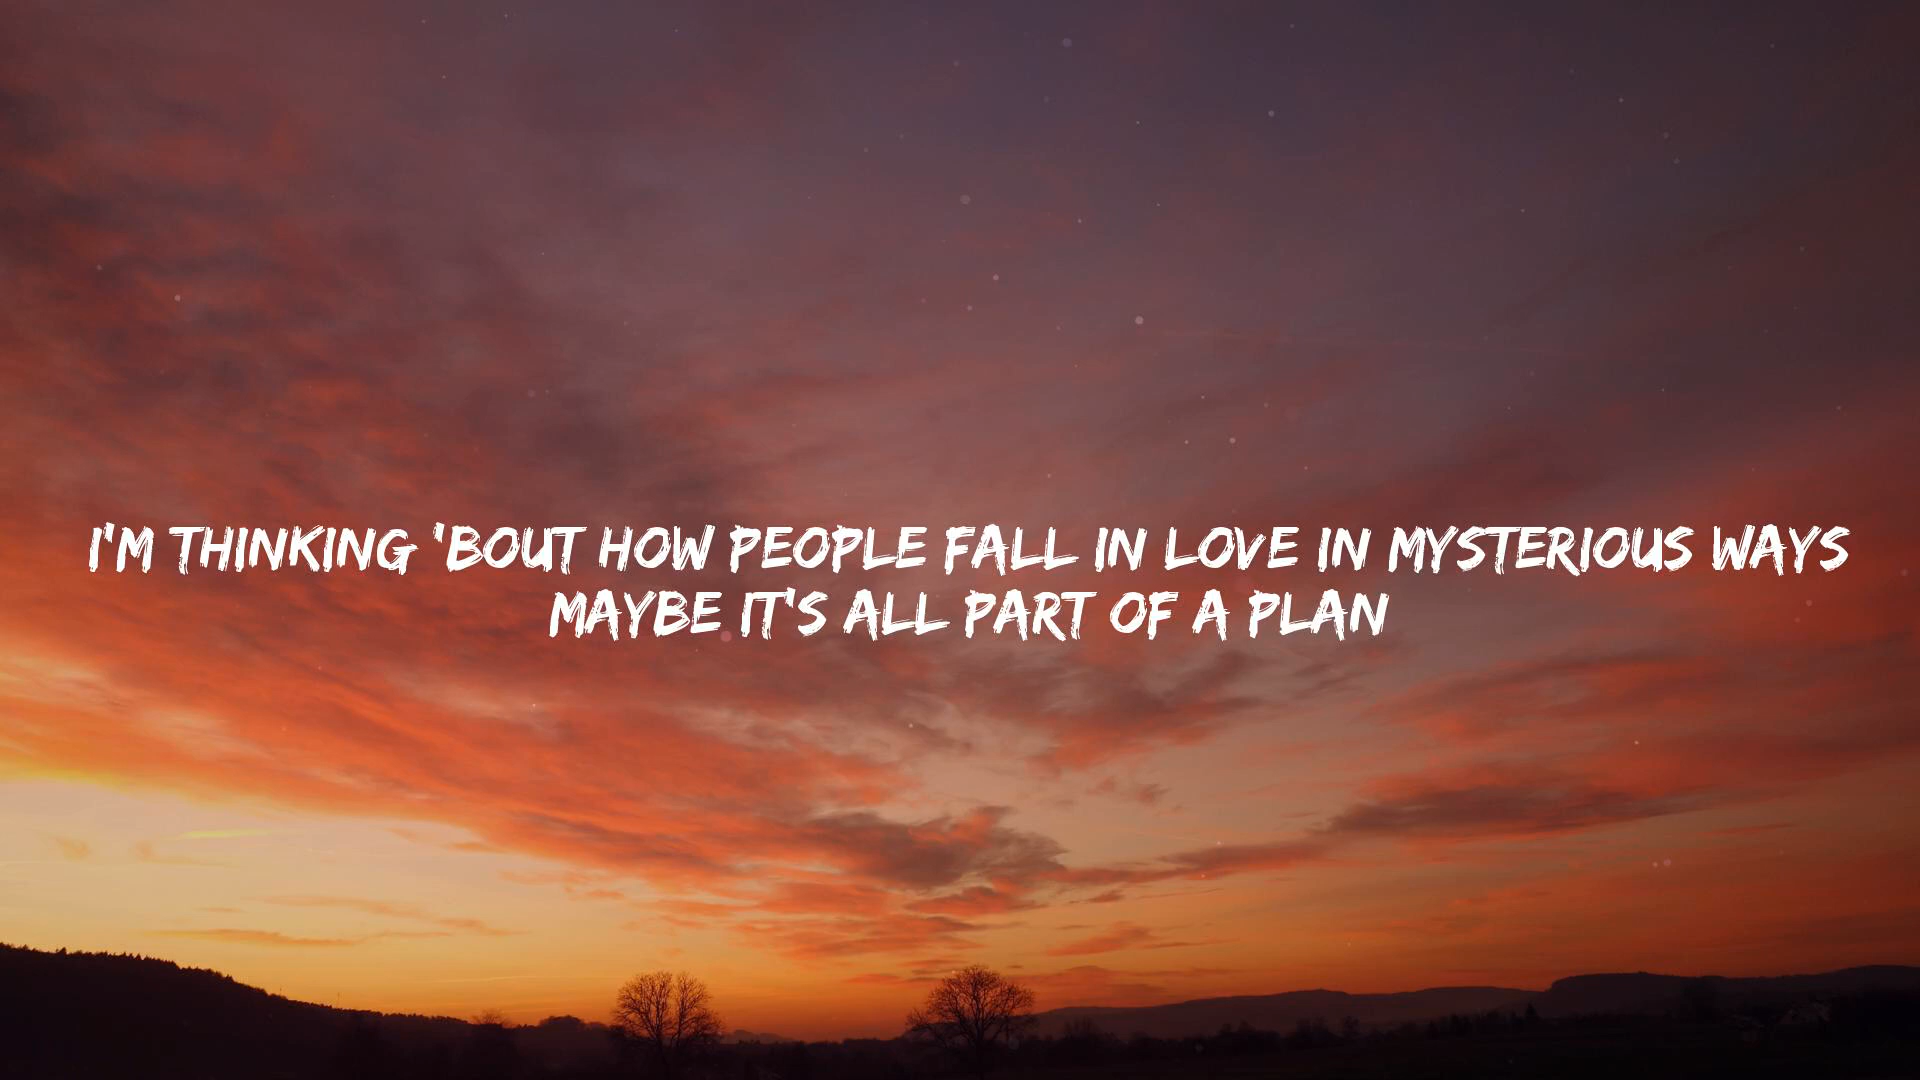 I'M THINKING 'BOUT HOW PEOPLE FALL IN LOVE IN MYSTERIOUS WAYS
MAYBE IT'S ALL PART OF A PLAN